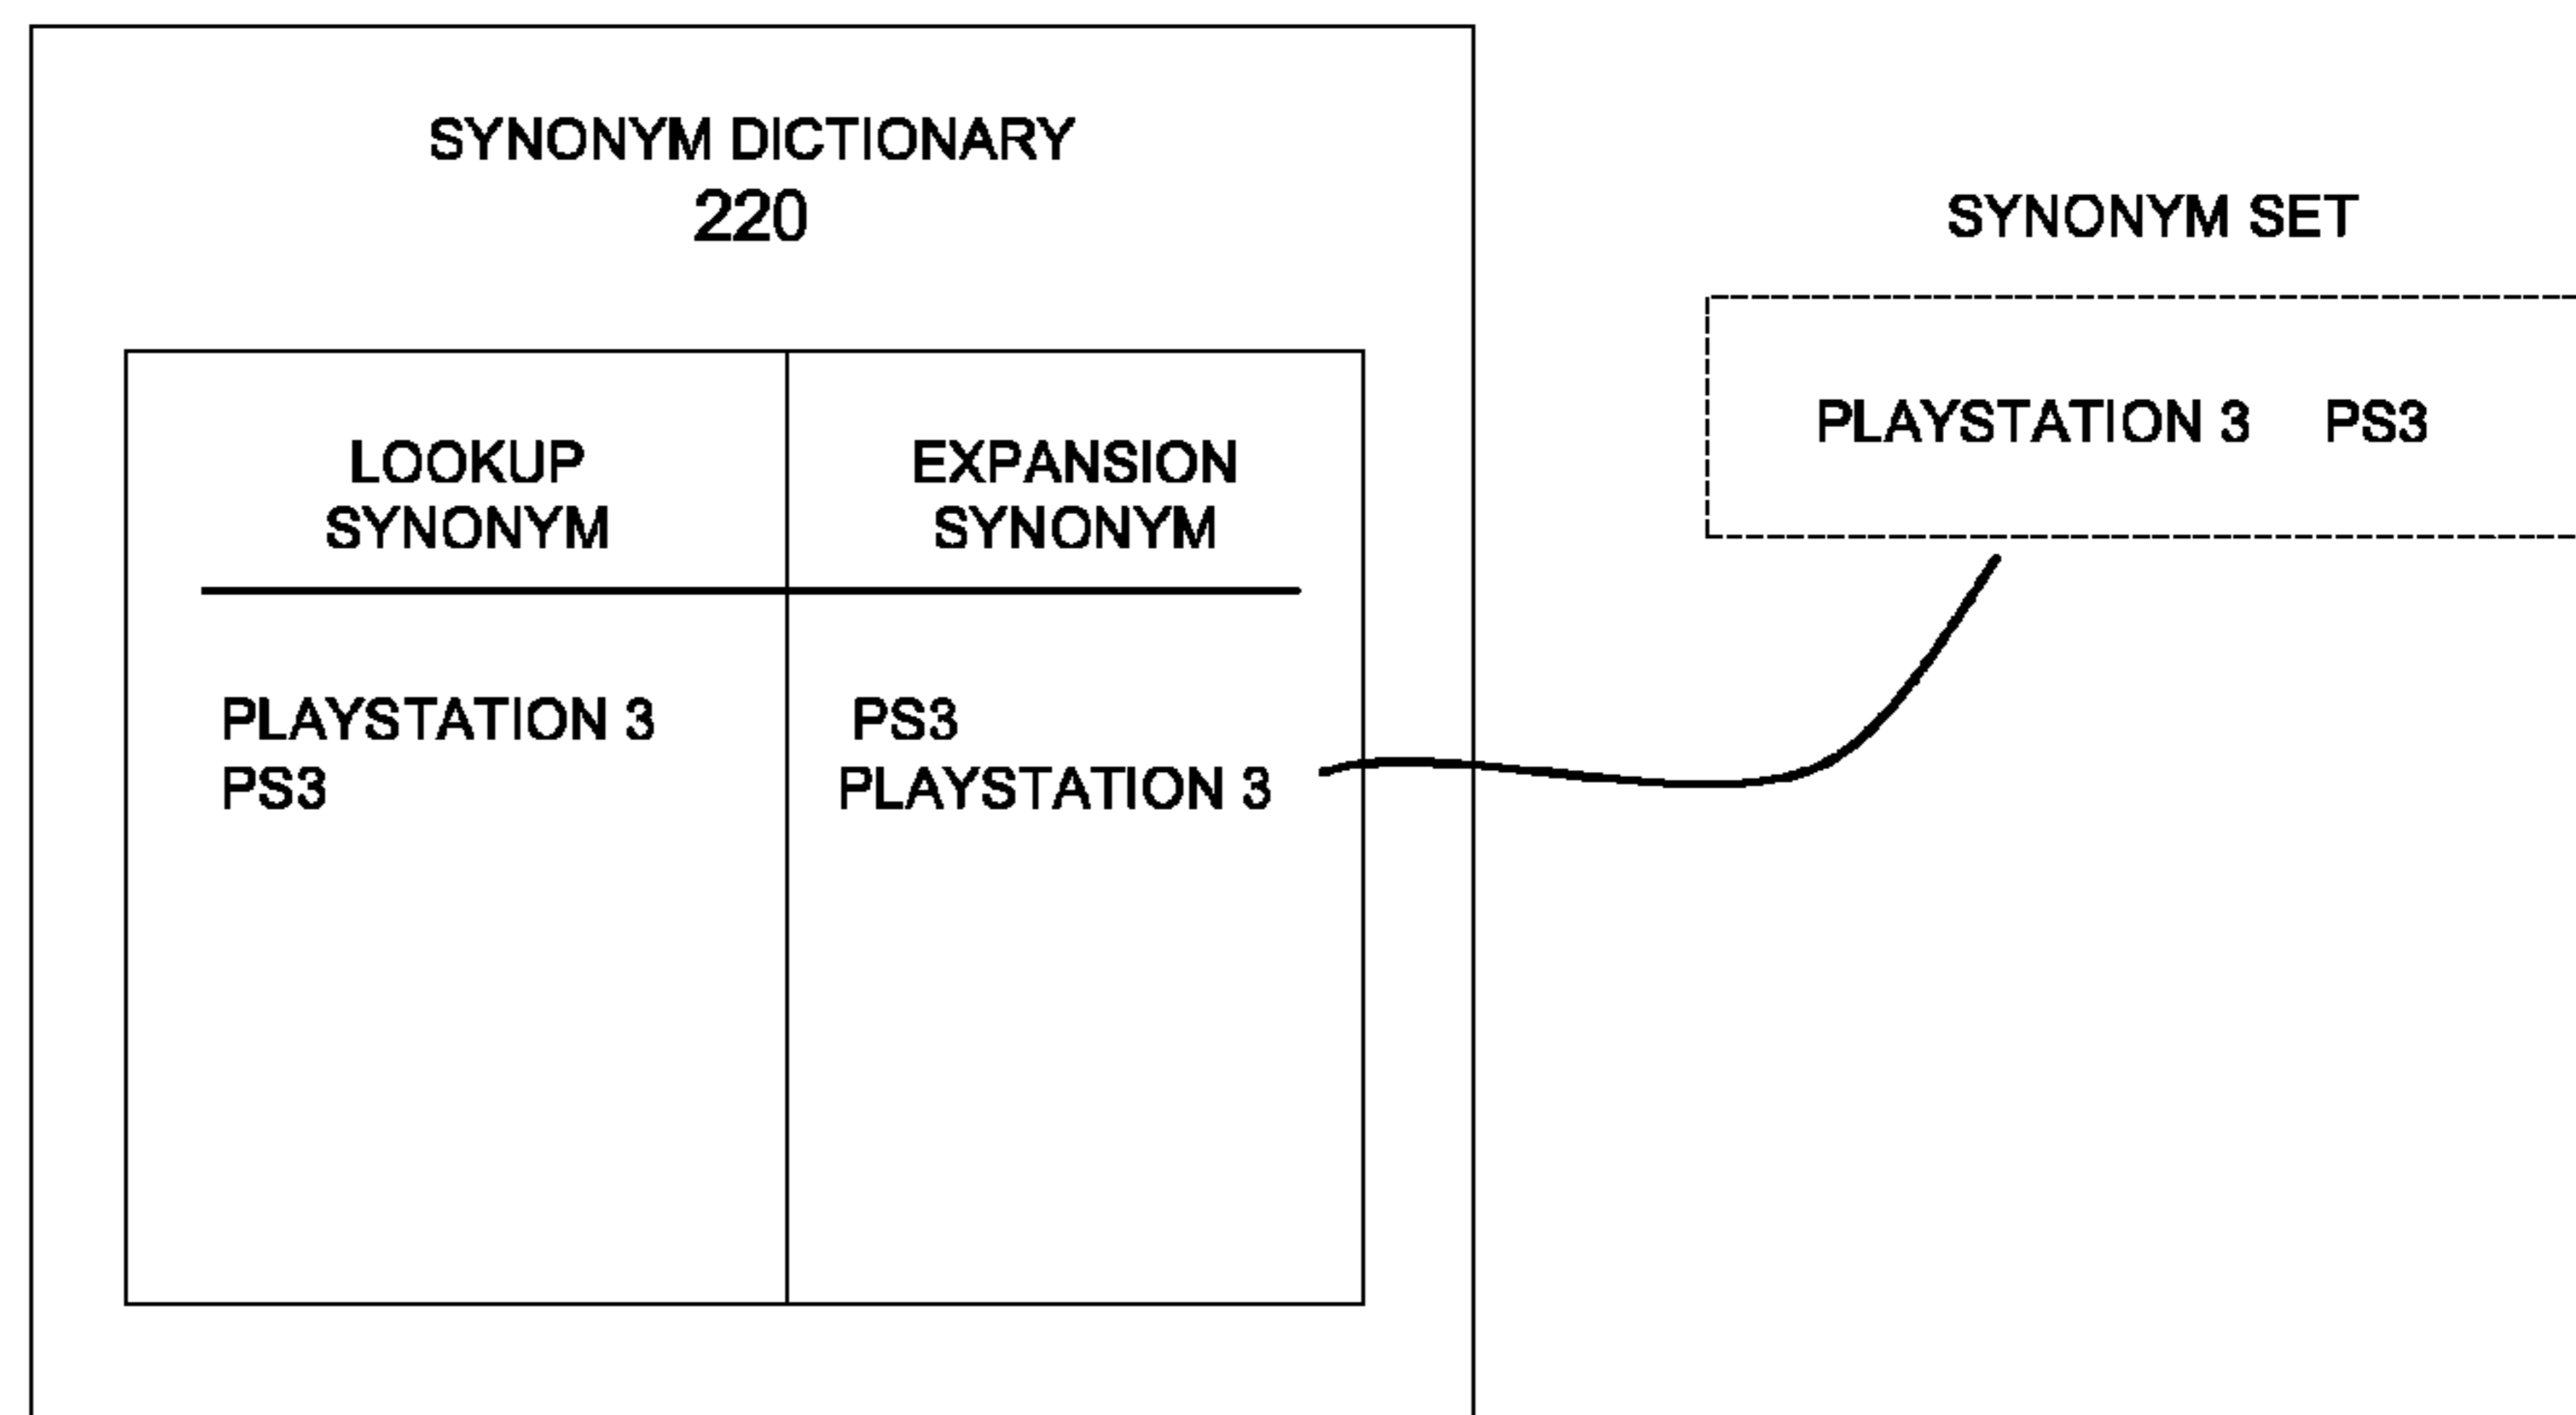 SYNONYM DICTIONARY
220
SYNONYM SET
PLAYSTATION 3 PS3
LOOKUP SYNONYM
EXPANSION SYNONYM
PLAYSTATION 3 PS3
PS3 PLAYSTATION 3